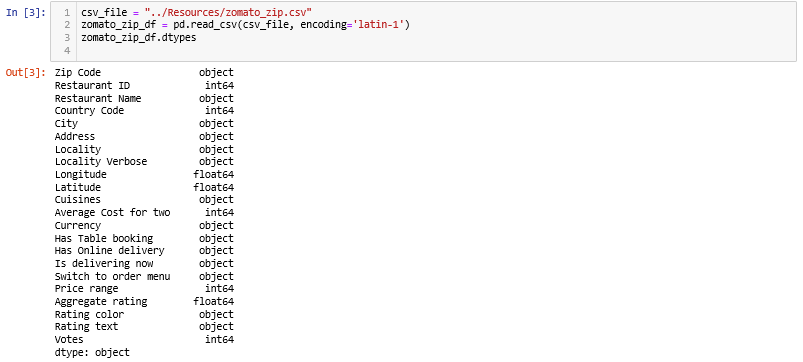 In [3]: 1 csv_file = "../Resources/zomato_zip.csv"
2 zomato_zip_df = pd.read_csv(csv_file, encoding='latin-1')
3 zomato_zip_df.dtypes
4
Out[3]: Zip Code object
Restaurant ID int64
Restaurant Name object
Country Code int64
City object
Address object
Locality object
Locality Verbose object
Longitude float64
Latitude float64
Cuisines object
Average Cost for two int64
Currency object
Has Table booking object
Has Online delivery object
Is delivering now object
Switch to order menu object
Price range int64
Aggregate rating float64
Rating color object
Rating text object
Votes int64
dtype: object